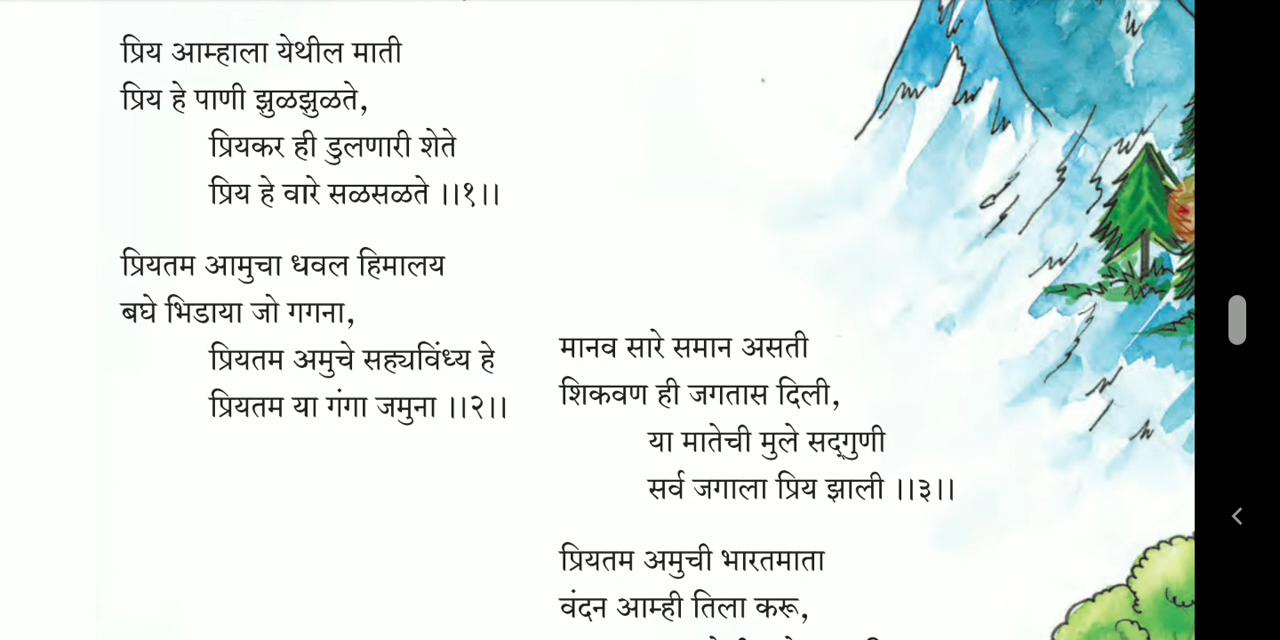 प्रिय आम्हाला येथील माती
प्रिय हे पाणी झुळझुळते,
प्रियकर ही डुलणारी शेते
प्रिय हे वारे सळसळते ।।१।।
प्रियतम आमुचा धवल हिमालय
बघे भिडाया जो गगना,
प्रियतम अमुचे सह्यविंध्य हे
प्रियतम या गंगा जमुना ।।२।।
मानव सारे समान असती
शिकवण ही जगतास दिली,
या मातेची मुले सद्‌गुणी
सर्व जगाला प्रिय झाली ।।३।।
प्रियतम अमुची भारतमाता
वंदन आम्ही तिला करू,